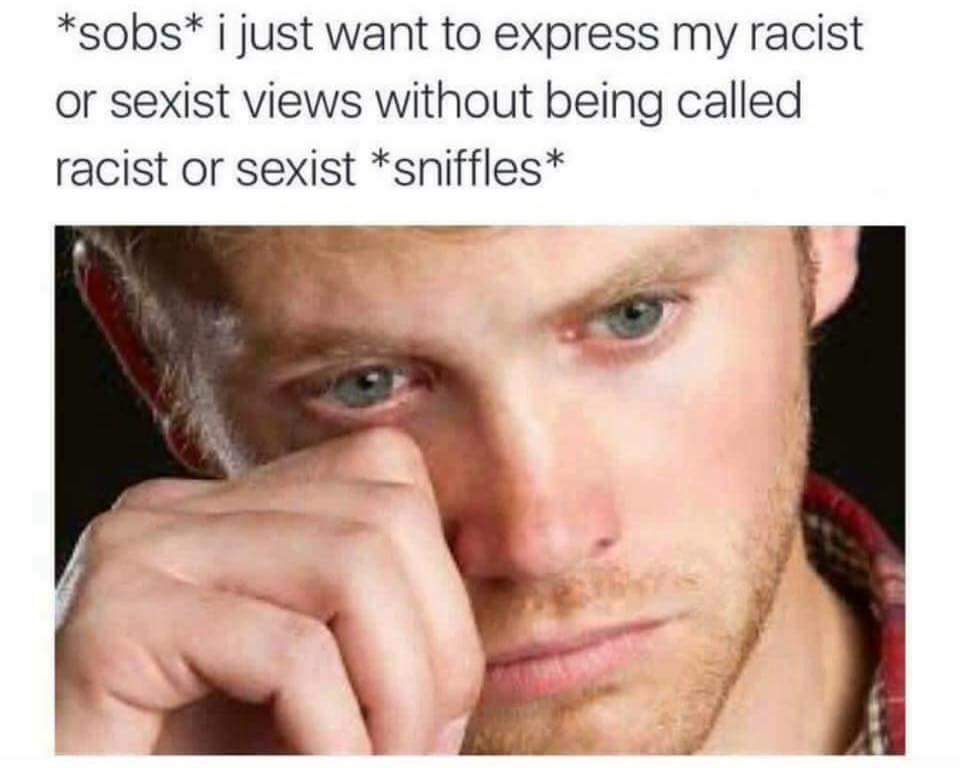 *sobs* i just want to express my racist
or sexist views without being called
racist or sexist *sniffles*